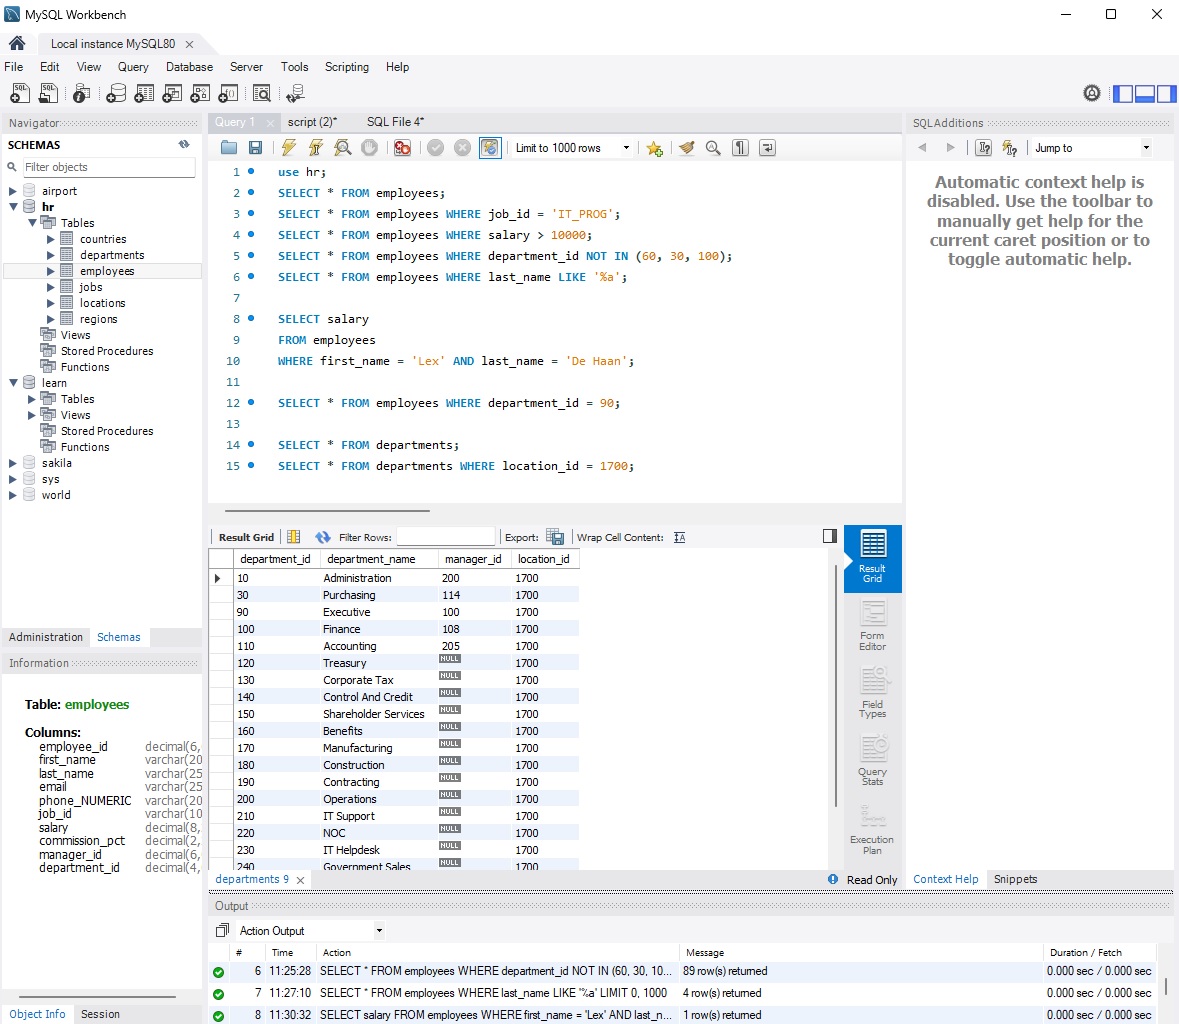 MySQL Workbench
Local instance MySQL80
File Edit View Query Database Server Tools Scripting Help
Navigator
SCHEMAS
Filter objects
airport
hr
Tables
countries
departments
employees
jobs
locations
regions
Views
Stored Procedures
Functions
learn
Tables
Views
Stored Procedures
Functions
sakila
sys
world
Administration Schemas
Information
Table: employees
Columns:
employee_id decimal(6,
first_name varchar(20
last_name varchar(25
email varchar(25
phone_NUMERIC varchar(20
job_id varchar(10
salary decimal(8,
commission_pct decimal(2,
manager_id decimal(6,
department_id decimal(4,
Object Info Session
Query 1 script (2)* SQL File 4*
Limit to 1000 rows
1 use hr;
2 SELECT * FROM employees;
3 SELECT * FROM employees WHERE job_id = 'IT_PROG';
4 SELECT * FROM employees WHERE salary > 10000;
5 SELECT * FROM employees WHERE department_id NOT IN (60, 30, 100);
6 SELECT * FROM employees WHERE last_name LIKE '%a';
7
8 SELECT salary
9 FROM employees
10 WHERE first_name = 'Lex' AND last_name = 'De Haan';
11
12 SELECT * FROM employees WHERE department_id = 90;
13
14 SELECT * FROM departments;
15 SELECT * FROM departments WHERE location_id = 1700;
Result Grid Filter Rows: Export: Wrap Cell Content:
department_id department_name manager_id location_id
10 Administration 200 1700
30 Purchasing 114 1700
90 Executive 100 1700
100 Finance 108 1700
110 Accounting 205 1700
120 Treasury NULL 1700
130 Corporate Tax NULL 1700
140 Control And Credit NULL 1700
150 Shareholder Services NULL 1700
160 Benefits NULL 1700
170 Manufacturing NULL 1700
180 Construction NULL 1700
190 Contracting NULL 1700
200 Operations NULL 1700
210 IT Support NULL 1700
220 NOC NULL 1700
230 IT Helpdesk NULL 1700
240 Government Sales NULL 1700
Result
Grid
Form
Editor
Field
Types
Query
Stats
Execution
Plan
departments 9
Read Only
SQLAdditions
Jump to
Automatic context help is
disabled. Use the toolbar to
manually get help for the
current caret position or to
toggle automatic help.
Context Help Snippets
Output
Action Output
# Time Action Message Duration / Fetch
6 11:25:28 SELECT * FROM employees WHERE department_id NOT IN (60, 30, 10... 89 row(s) returned 0.000 sec / 0.000 sec
7 11:27:10 SELECT * FROM employees WHERE last_name LIKE '%a' LIMIT 0, 1000 4 row(s) returned 0.000 sec / 0.000 sec
8 11:30:32 SELECT salary FROM employees WHERE first_name = 'Lex' AND last_n... 1 row(s) returned 0.000 sec / 0.000 sec